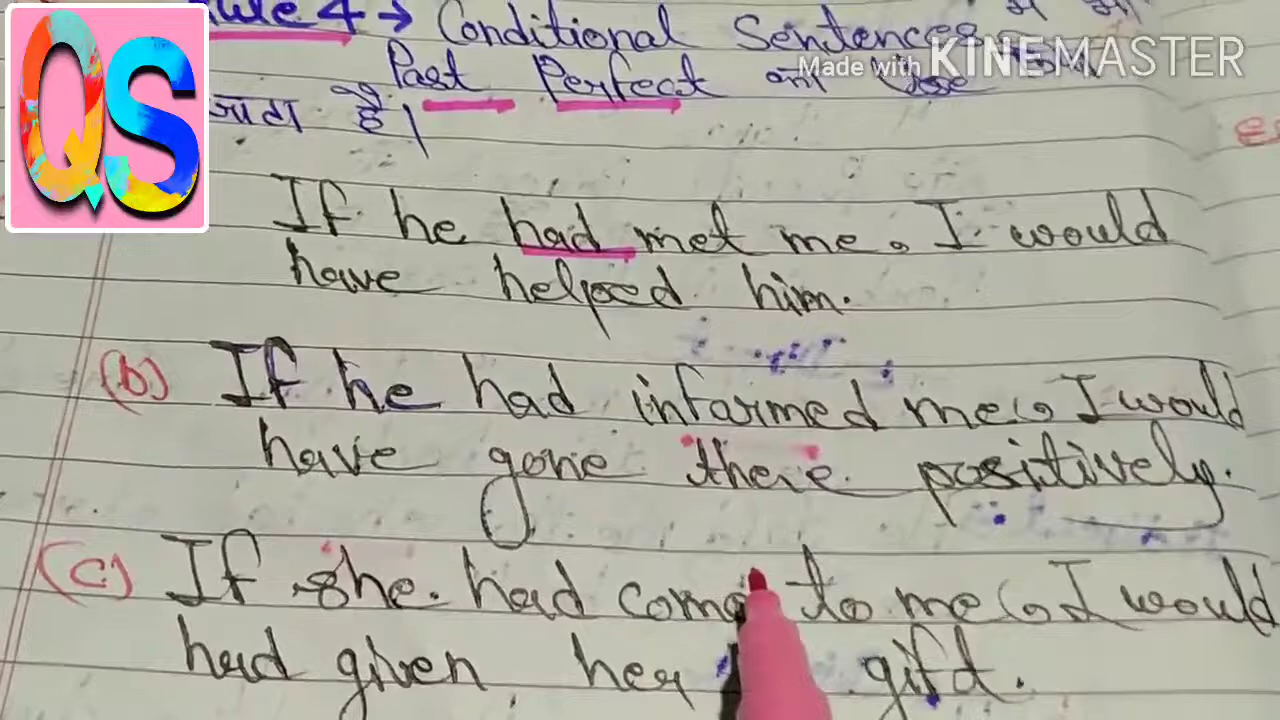 Rule 4 → Conditional Sentences में भी
Past Perfect का Use किया
जाता है।
QS
Made with KINEMASTER
If he had met me, I would
have helped him.
(b) If he had informed me, I would
have gone there positively.
(c) If she had come to me, I would
had given her gift.